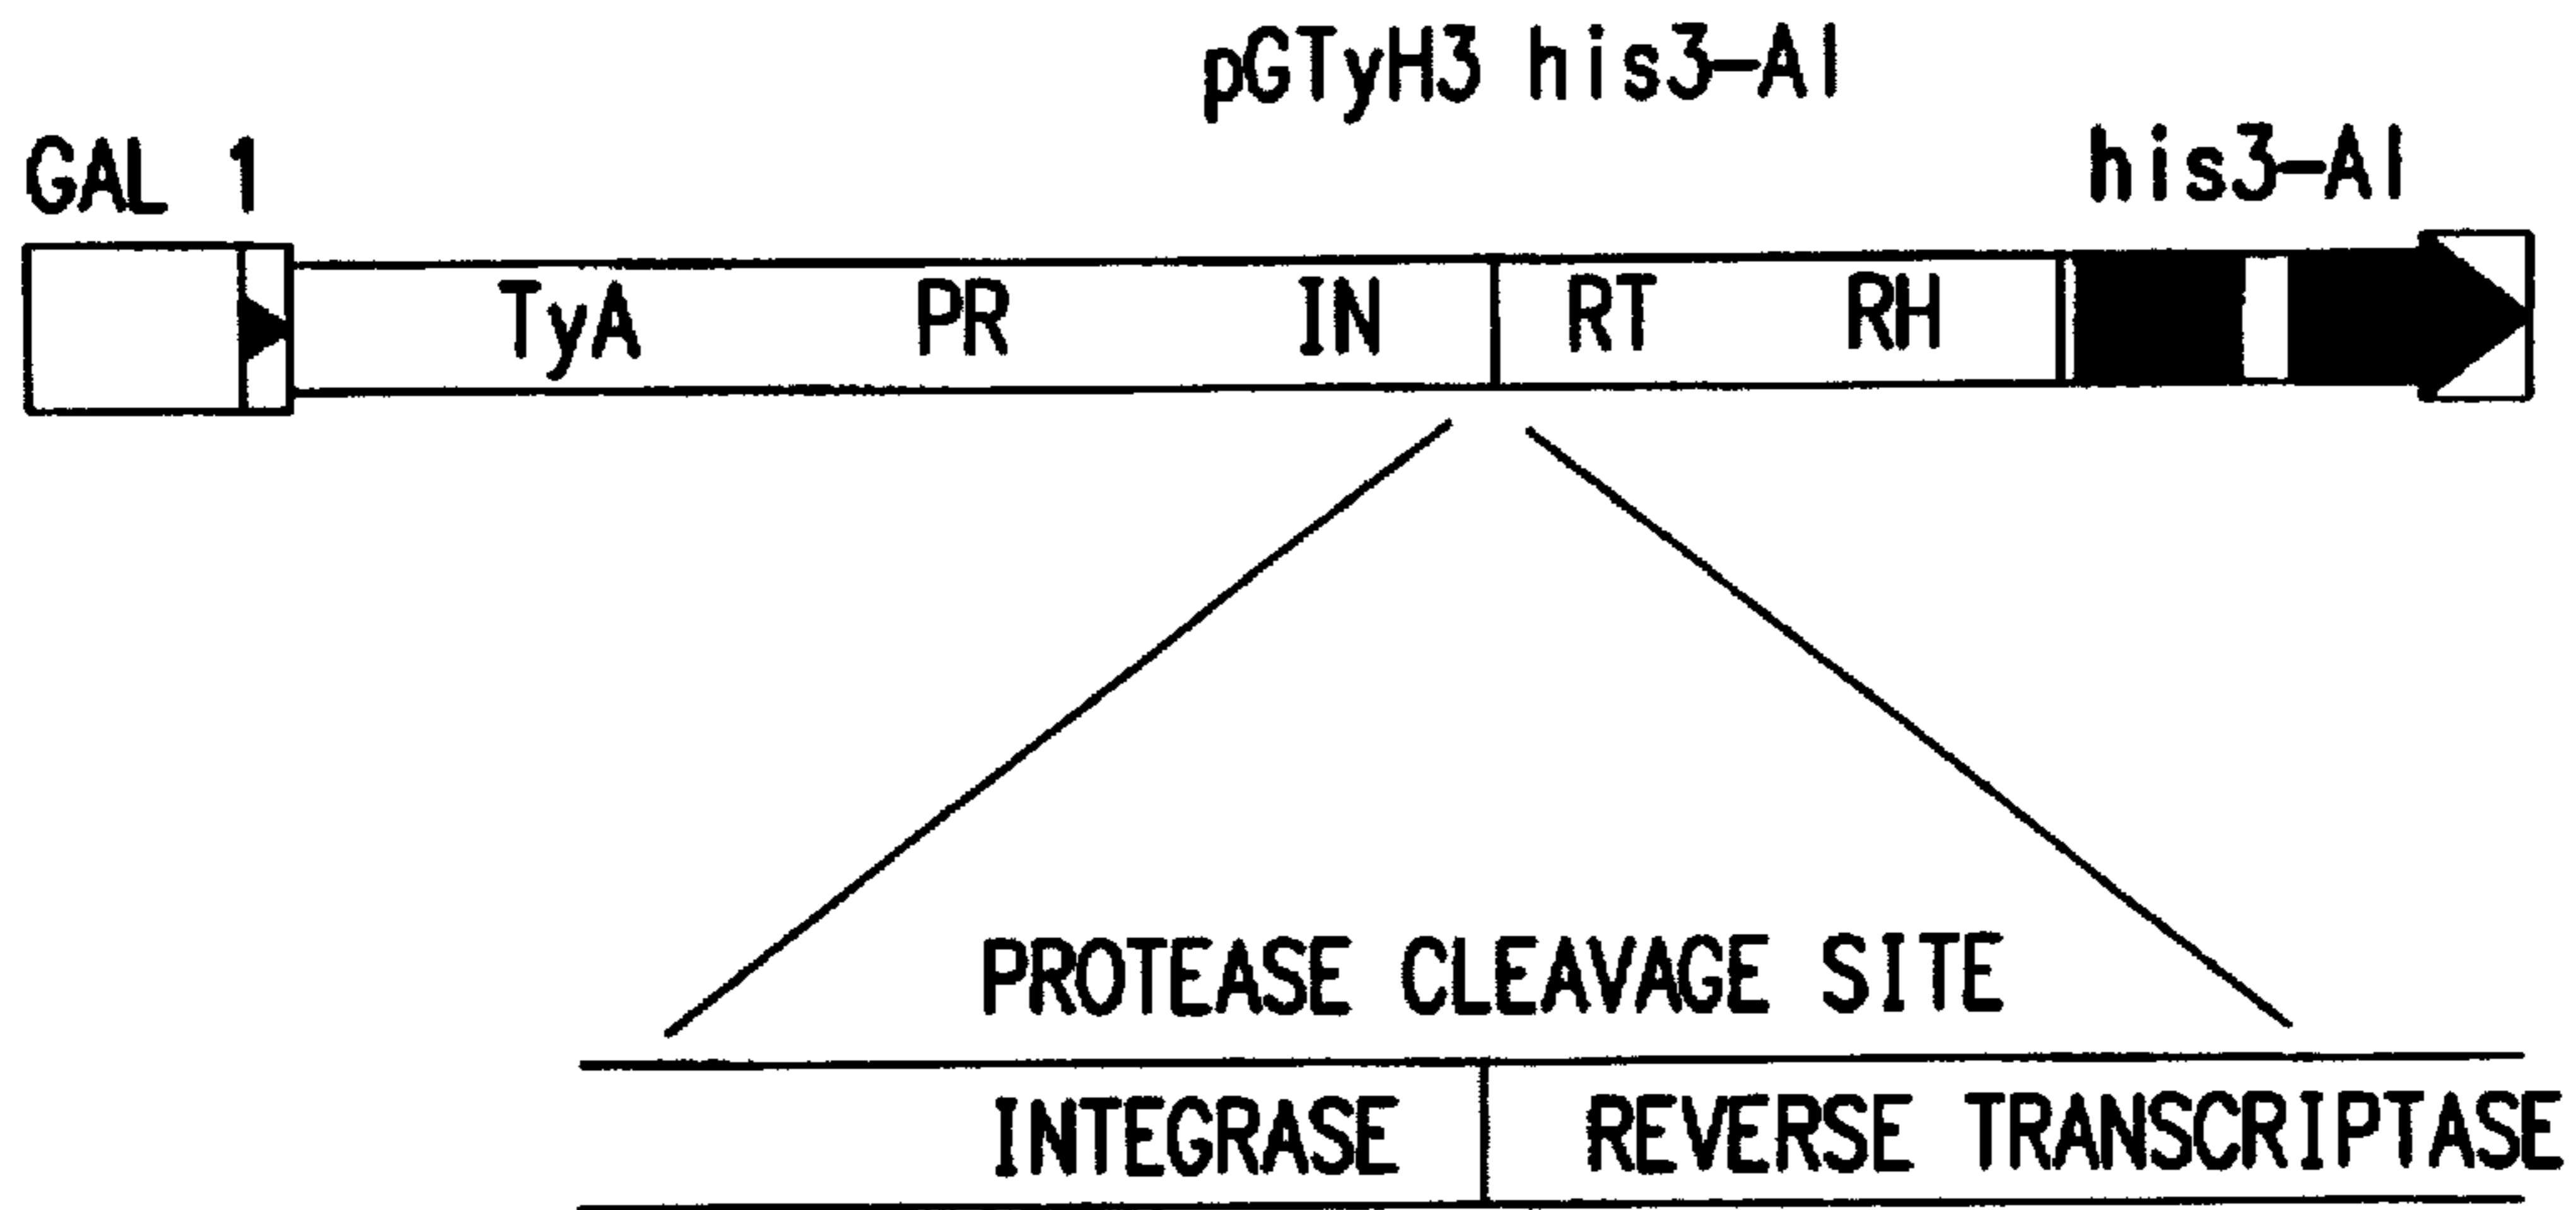 pGTyH3 his3-AI
GAL 1
his3-AI
TyA PR IN RT RH
PROTEASE CLEAVAGE SITE
INTEGRASE REVERSE TRANSCRIPTASE